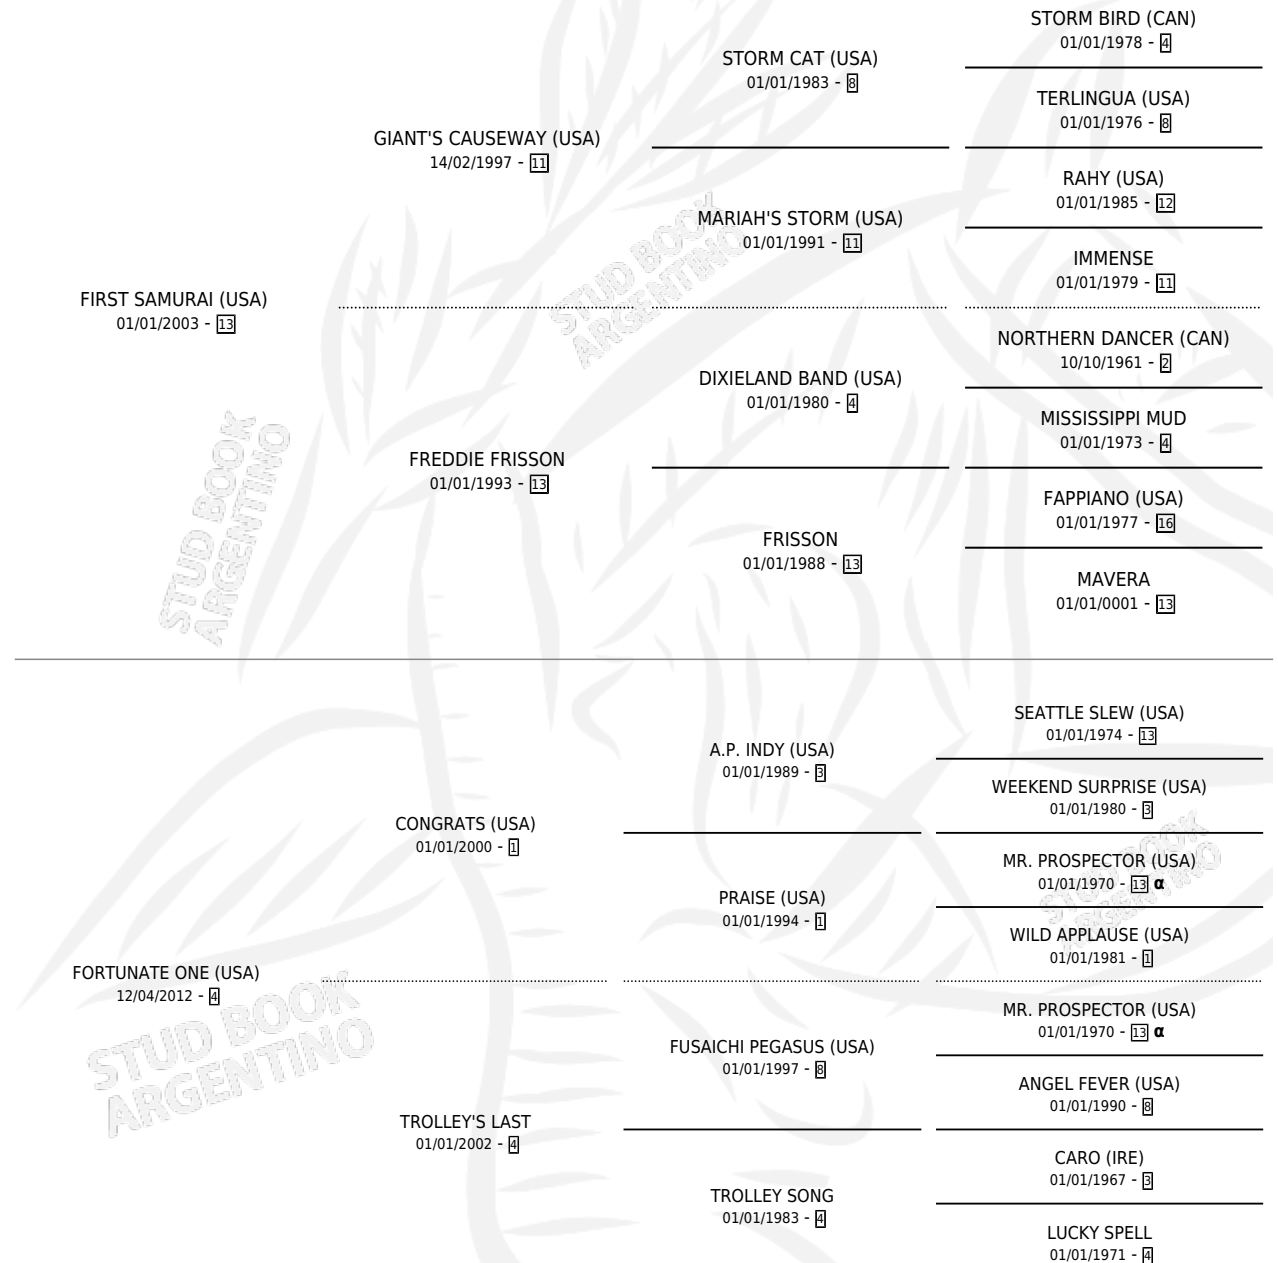 STORM BIRD (CAN)
01/01/1978 - 4
STORM CAT (USA)
01/01/1983 - 8
TERLINGUA (USA)
01/01/1976 - 8
GIANT'S CAUSEWAY (USA)
14/02/1997 - 11
RAHY (USA)
01/01/1985 - 12
MARIAH'S STORM (USA)
01/01/1991 - 11
IMMENSE
01/01/1979 - 11
FIRST SAMURAI (USA)
01/01/2003 - 13
NORTHERN DANCER (CAN)
10/10/1961 - 2
DIXIELAND BAND (USA)
01/01/1980 - 4
MISSISSIPPI MUD
01/01/1973 - 4
FREDDIE FRISSON
01/01/1993 - 13
FAPPIANO (USA)
01/01/1977 - 16
FRISSON
01/01/1988 - 13
MAVERA
01/01/0001 - 13
SEATTLE SLEW (USA)
01/01/1974 - 13
A.P. INDY (USA)
01/01/1989 - 3
WEEKEND SURPRISE (USA)
01/01/1980 - 3
CONGRATS (USA)
01/01/2000 - 1
MR. PROSPECTOR (USA)
01/01/1970 - 13 α
PRAISE (USA)
01/01/1994 - 1
WILD APPLAUSE (USA)
01/01/1981 - 1
FORTUNATE ONE (USA)
12/04/2012 - 4
MR. PROSPECTOR (USA)
01/01/1970 - 13 α
FUSAICHI PEGASUS (USA)
01/01/1997 - 8
ANGEL FEVER (USA)
01/01/1990 - 8
TROLLEY'S LAST
01/01/2002 - 4
CARO (IRE)
01/01/1967 - 3
TROLLEY SONG
01/01/1983 - 4
LUCKY SPELL
01/01/1971 - 4
STUD BOOK
ARGENTINO
STUD BOOK
ARGENTINO
STUD BOOK
ARGENTINO
STUD BOOK
ARGENTINO